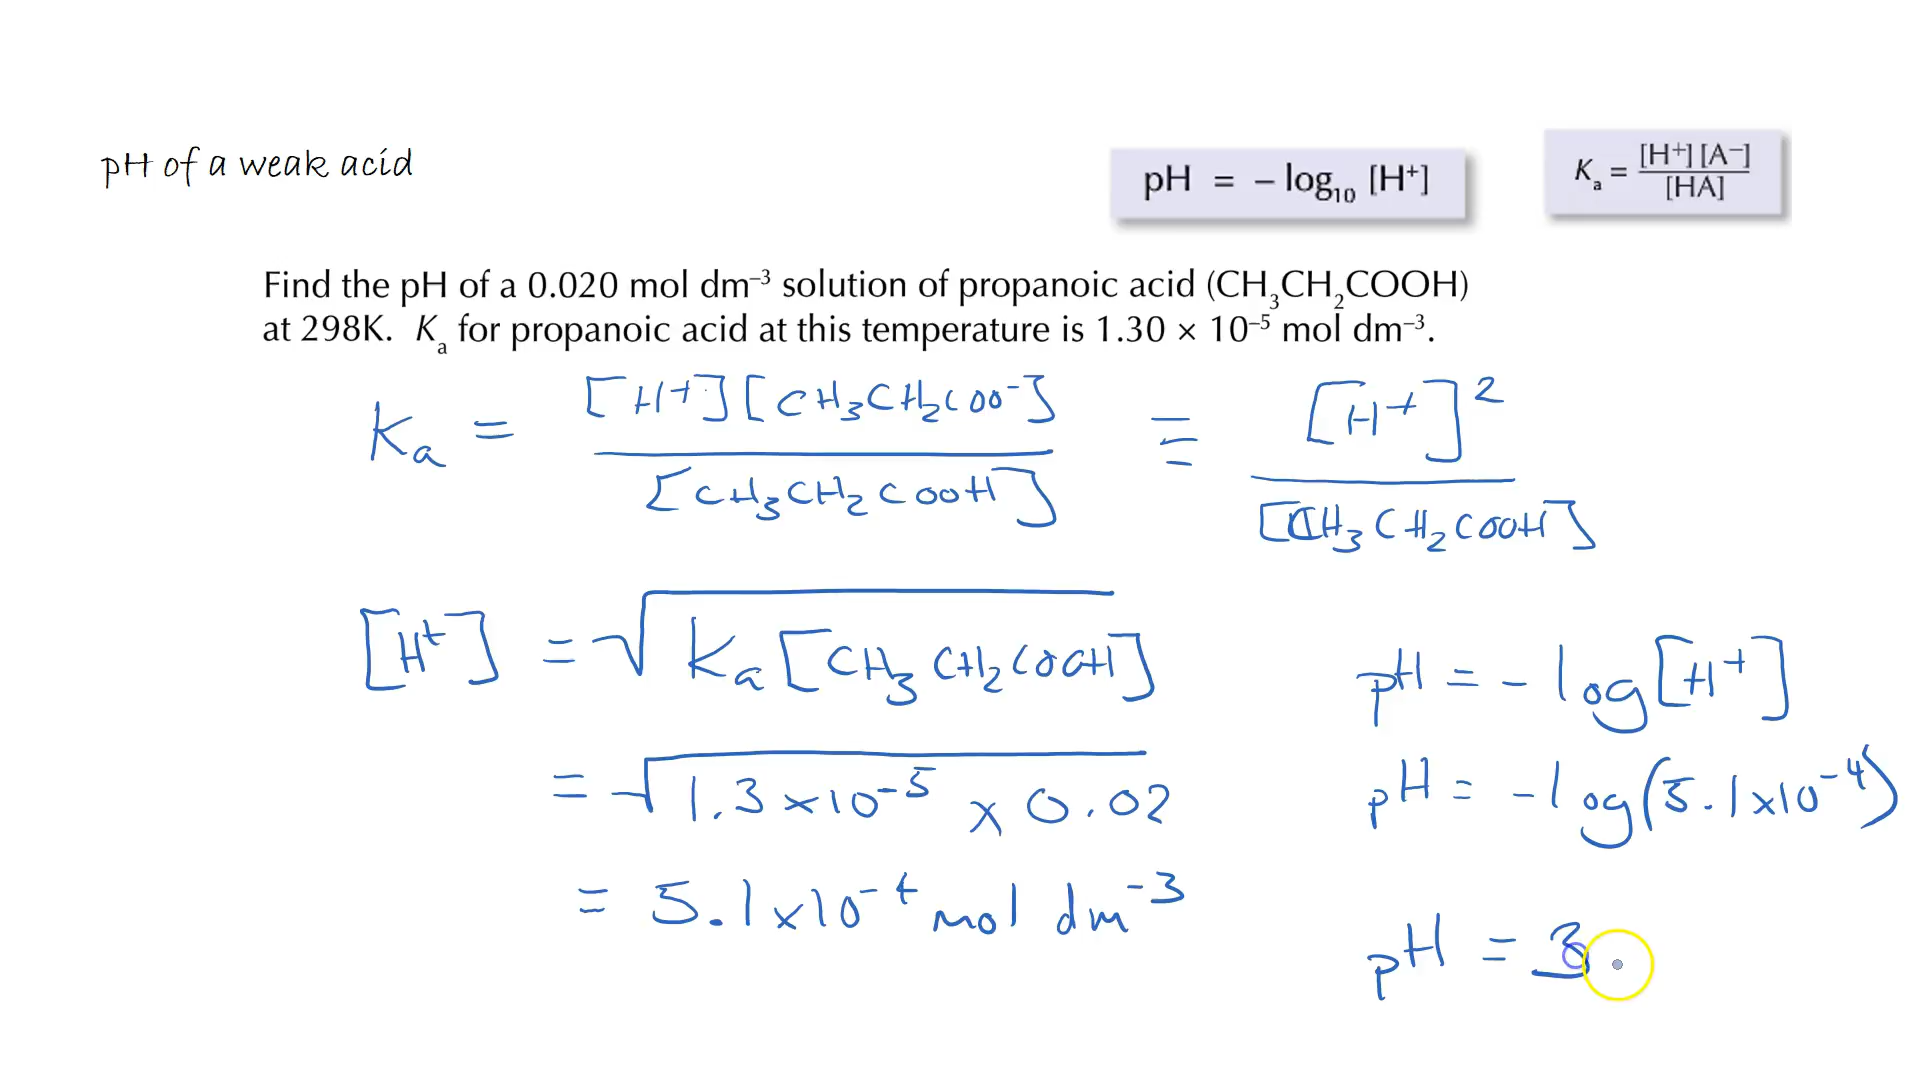 pH of a weak acid
pH = – log₁₀ [H⁺]
Kₐ = [H⁺] [A⁻] / [HA]
Find the pH of a 0.020 mol dm⁻³ solution of propanoic acid (CH₃CH₂COOH)
at 298K. Kₐ for propanoic acid at this temperature is 1.30 × 10⁻⁵ mol dm⁻³.
Kₐ = [H⁺][CH₃CH₂COO⁻] / [CH₃CH₂COOH] = [H⁺]² / [CH₃CH₂COOH]
[H⁺] = √Kₐ[CH₃CH₂COOH]
= √1.3 × 10⁻⁵ × 0.02
= 5.1 × 10⁻⁴ mol dm⁻³
pH = - log[H⁺]
pH = - log(5.1 × 10⁻⁴)
pH = 3